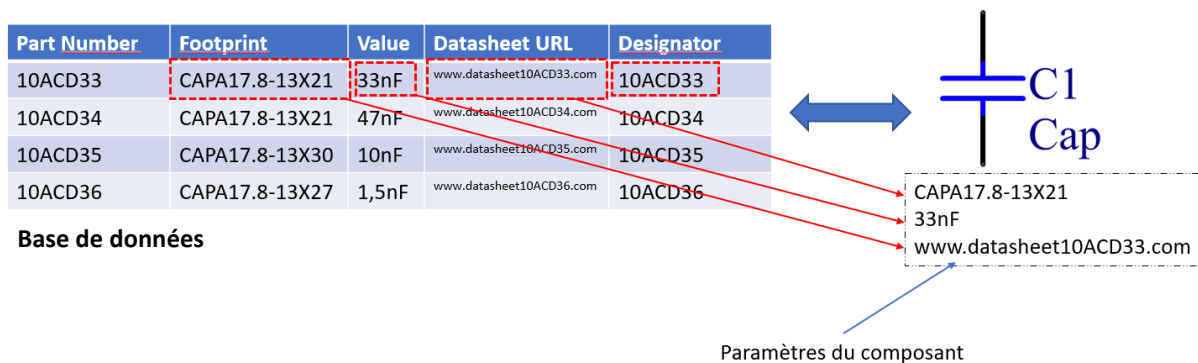 Part Number Footprint Value Datasheet URL Designator
10ACD33 CAPA17.8-13X21 33nF www.datasheet10ACD33.com 10ACD33
10ACD34 CAPA17.8-13X21 47nF www.datasheet10ACD34.com 10ACD34
10ACD35 CAPA17.8-13X30 10nF www.datasheet10ACD35.com 10ACD35
10ACD36 CAPA17.8-13X27 1,5nF www.datasheet10ACD36.com 10ACD36
Base de données
C1
Cap
CAPA17.8-13X21
33nF
www.datasheet10ACD33.com
Paramètres du composant